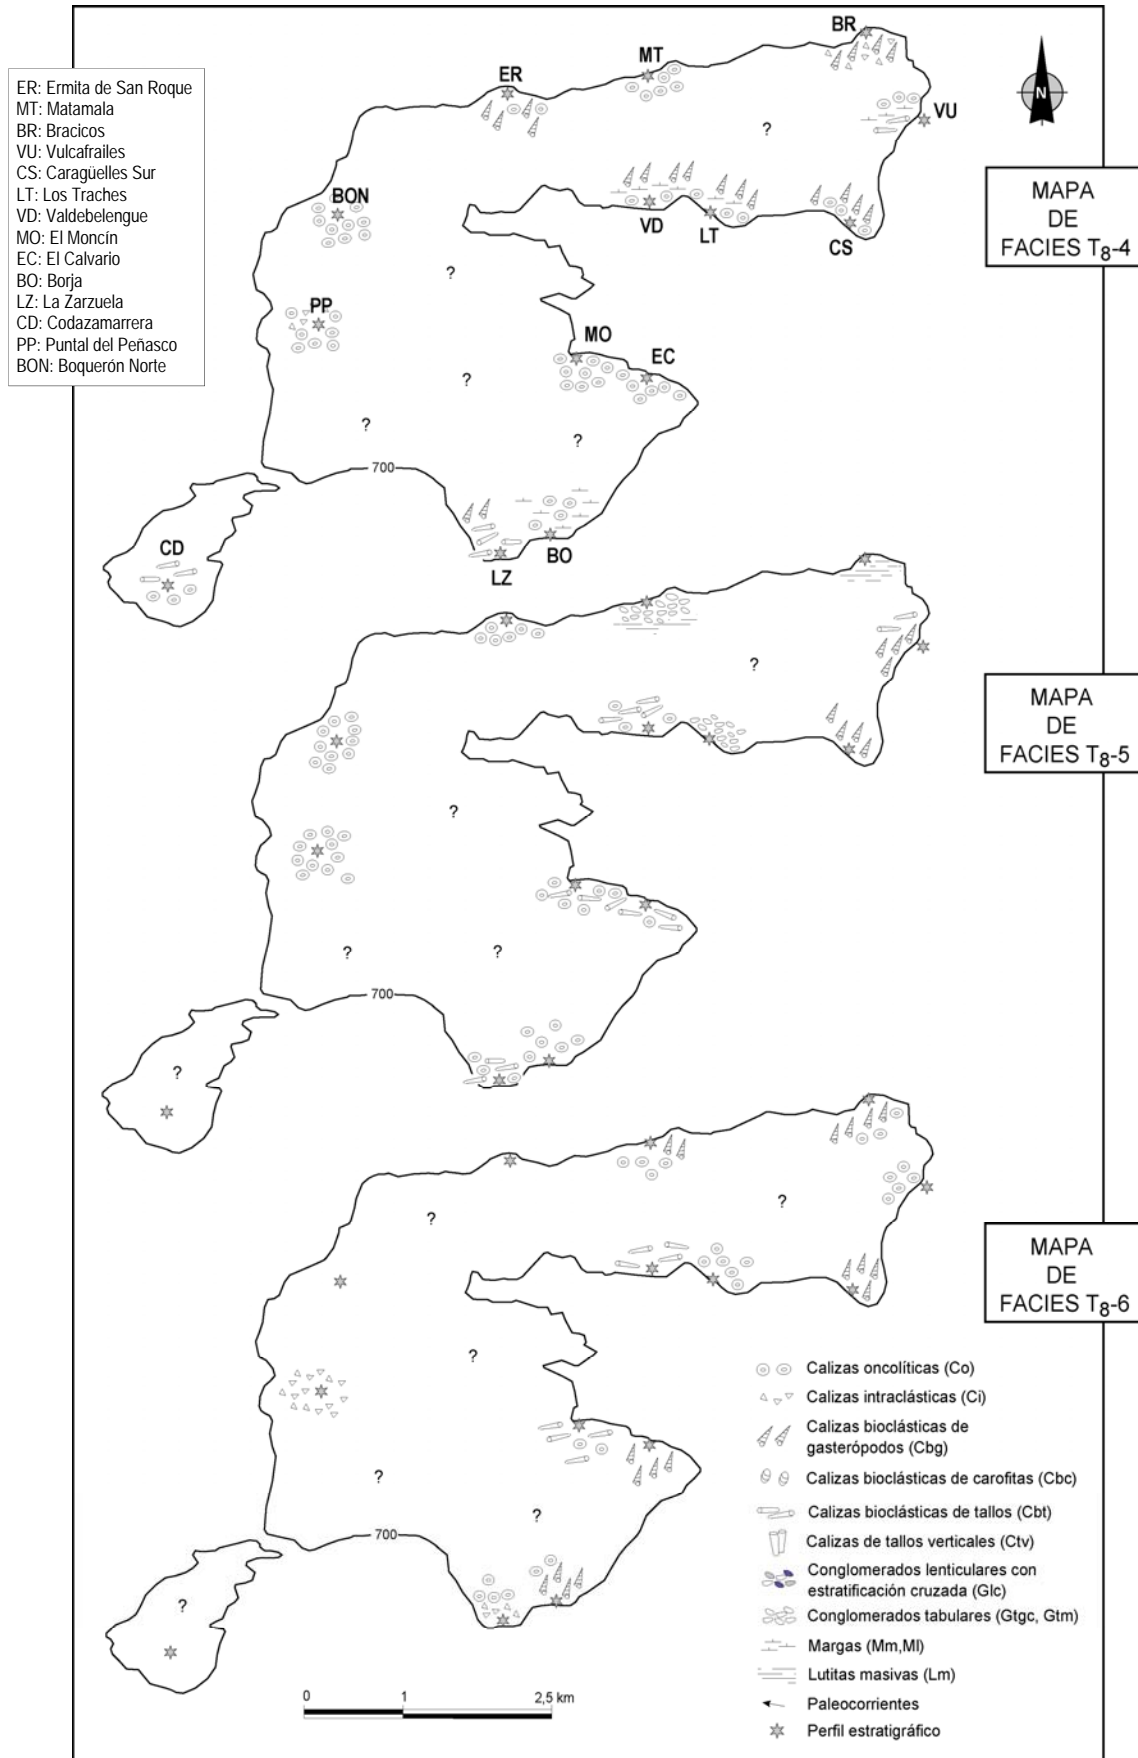 ER: Ermita de San Roque
MT: Matamala
BR: Bracicos
VU: Vulcafrailes
CS: Caragüelles Sur
LT: Los Traches
VD: Valdebelengue
MO: El Moncín
EC: El Calvario
BO: Borja
LZ: La Zarzuela
CD: Codazamarrera
PP: Puntal del Peñasco
BON: Boquerón Norte
BR
MT
ER
N
VU
?
BON
VD
LT
CS
?
PP
MO
EC
?
?
?
700
CD
LZ
BO
MAPA
DE
FACIES T8-4
?
?
?
?
700
?
MAPA
DE
FACIES T8-5
?
?
?
?
?
700
?
MAPA
DE
FACIES T8-6
Calizas oncolíticas (Co)
Calizas intraclásticas (Ci)
Calizas bioclásticas de
gasterópodos (Cbg)
Calizas bioclásticas de carofitas (Cbc)
Calizas bioclásticas de tallos (Cbt)
Calizas de tallos verticales (Ctv)
Conglomerados lenticulares con
estratificación cruzada (Glc)
Conglomerados tabulares (Gtgc, Gtm)
Margas (Mm,Ml)
Lutitas masivas (Lm)
Paleocorrientes
Perfil estratigráfico
0 1 2,5 km